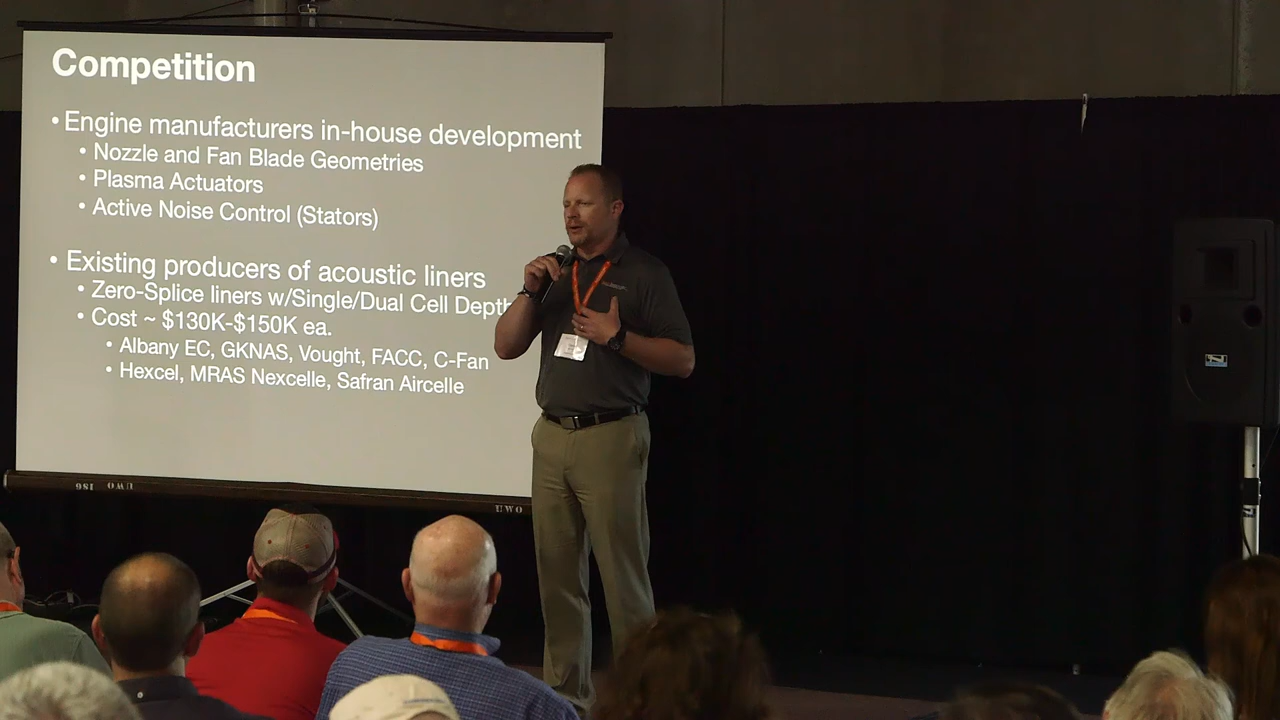 Competition
• Engine manufacturers in-house development
• Nozzle and Fan Blade Geometries
• Plasma Actuators
• Active Noise Control (Stators)
• Existing producers of acoustic liners
• Zero-Splice liners w/Single/Dual Cell Depth
• Cost ~ $130K-$150K ea.
• Albany EC, GKNAS, Vought, FACC, C-Fan
• Hexcel, MRAS Nexcelle, Safran Aircelle
UWO
UWO